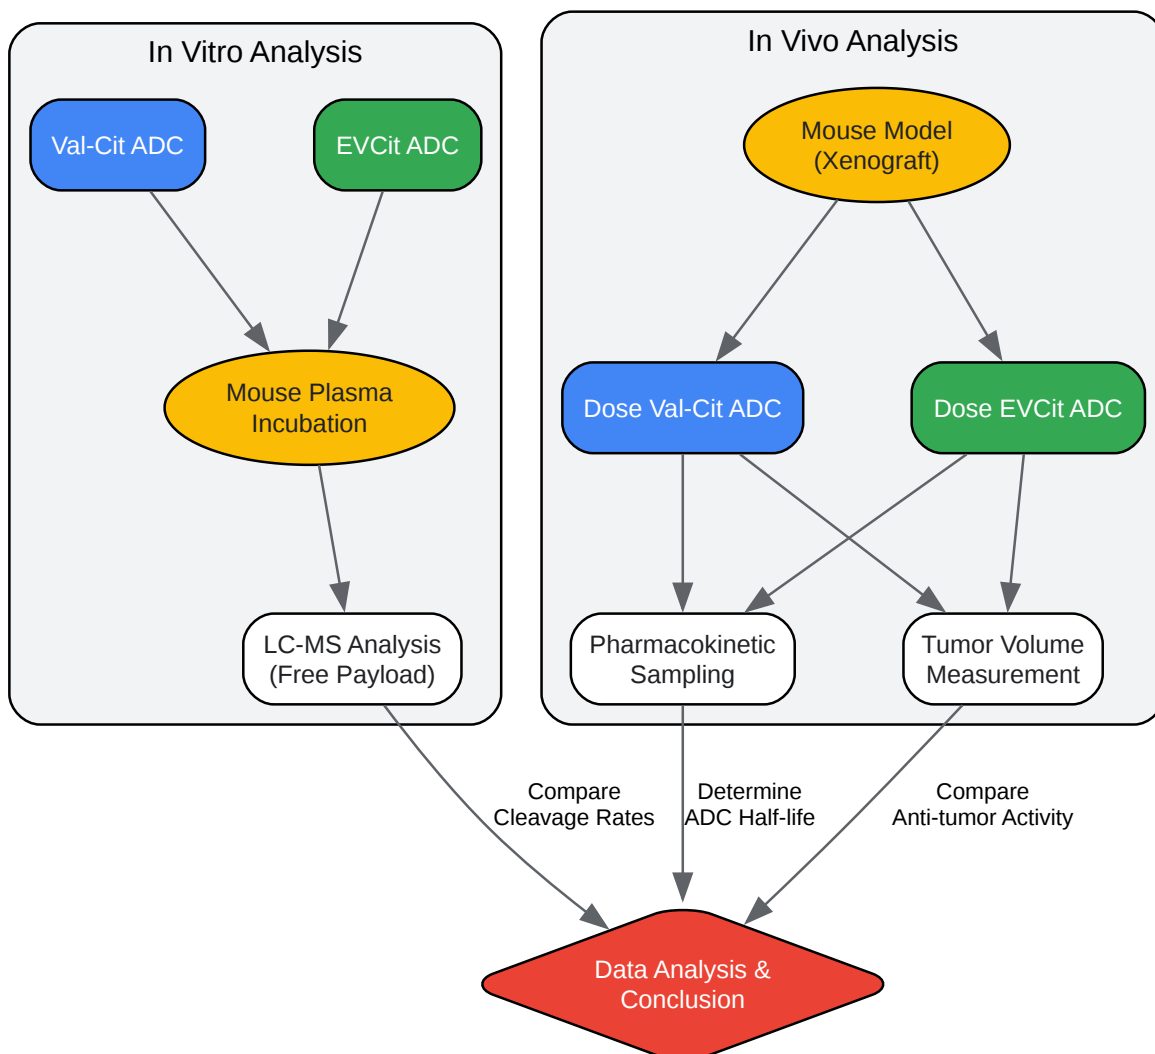 In Vitro Analysis
Val-Cit ADC
EVCit ADC
Mouse Plasma
Incubation
LC-MS Analysis
(Free Payload)
In Vivo Analysis
Mouse Model
(Xenograft)
Dose Val-Cit ADC
Dose EVCit ADC
Pharmacokinetic
Sampling
Tumor Volume
Measurement
Compare
Cleavage Rates
Determine
ADC Half-life
Compare
Anti-tumor Activity
Data Analysis &
Conclusion